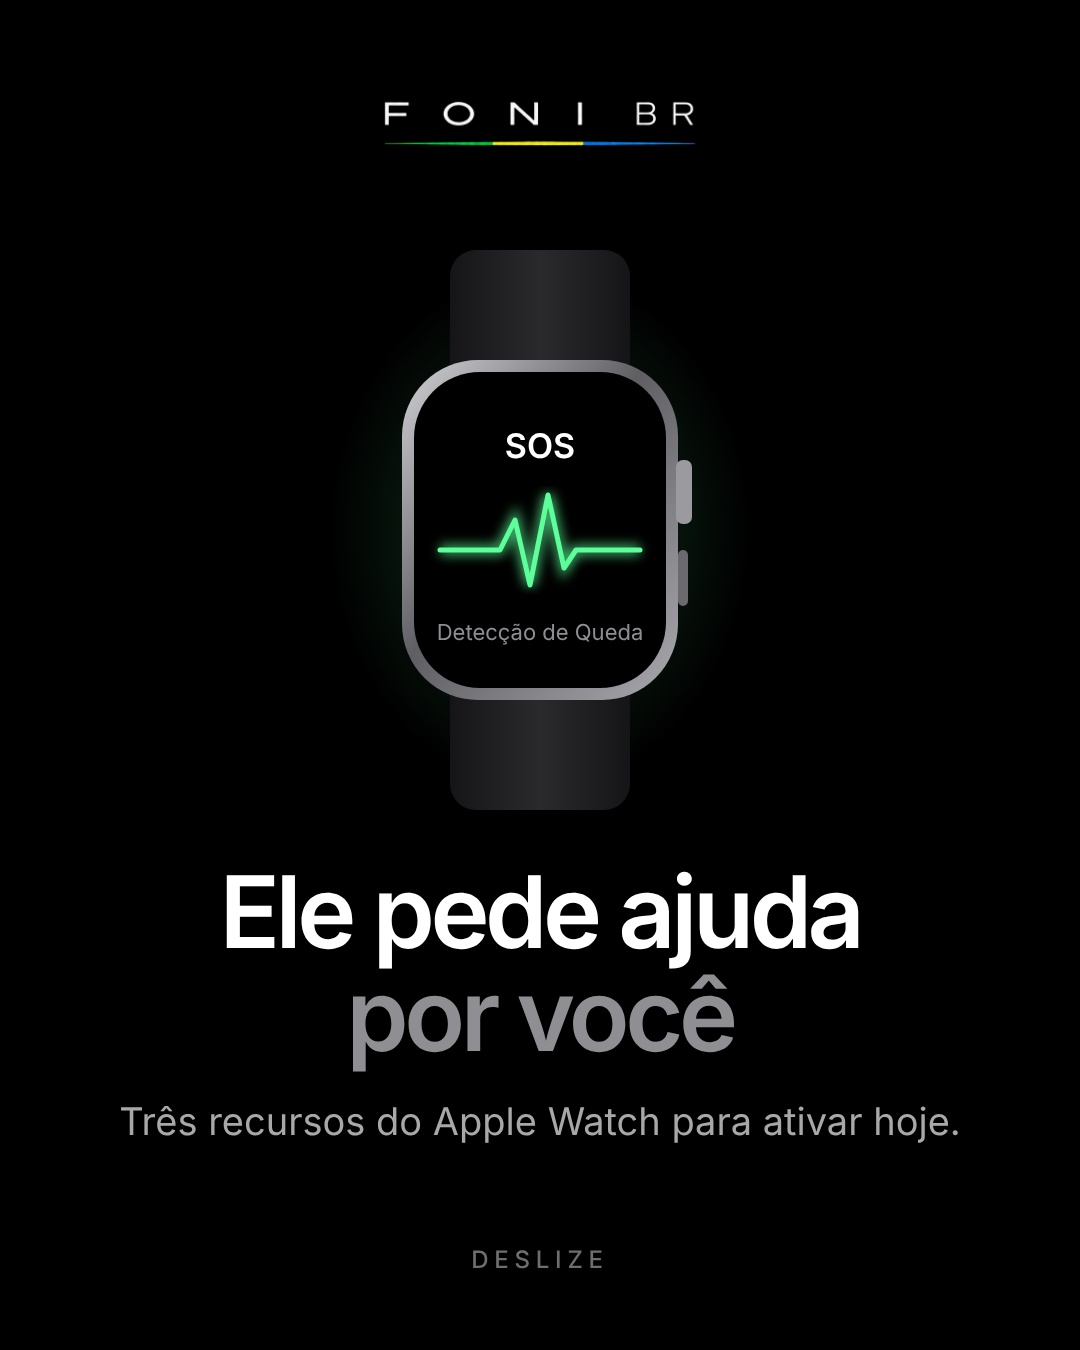 FONI BR
SOS
Detecção de Queda
Ele pede ajuda
por você
Três recursos do Apple Watch para ativar hoje.
DESLIZE